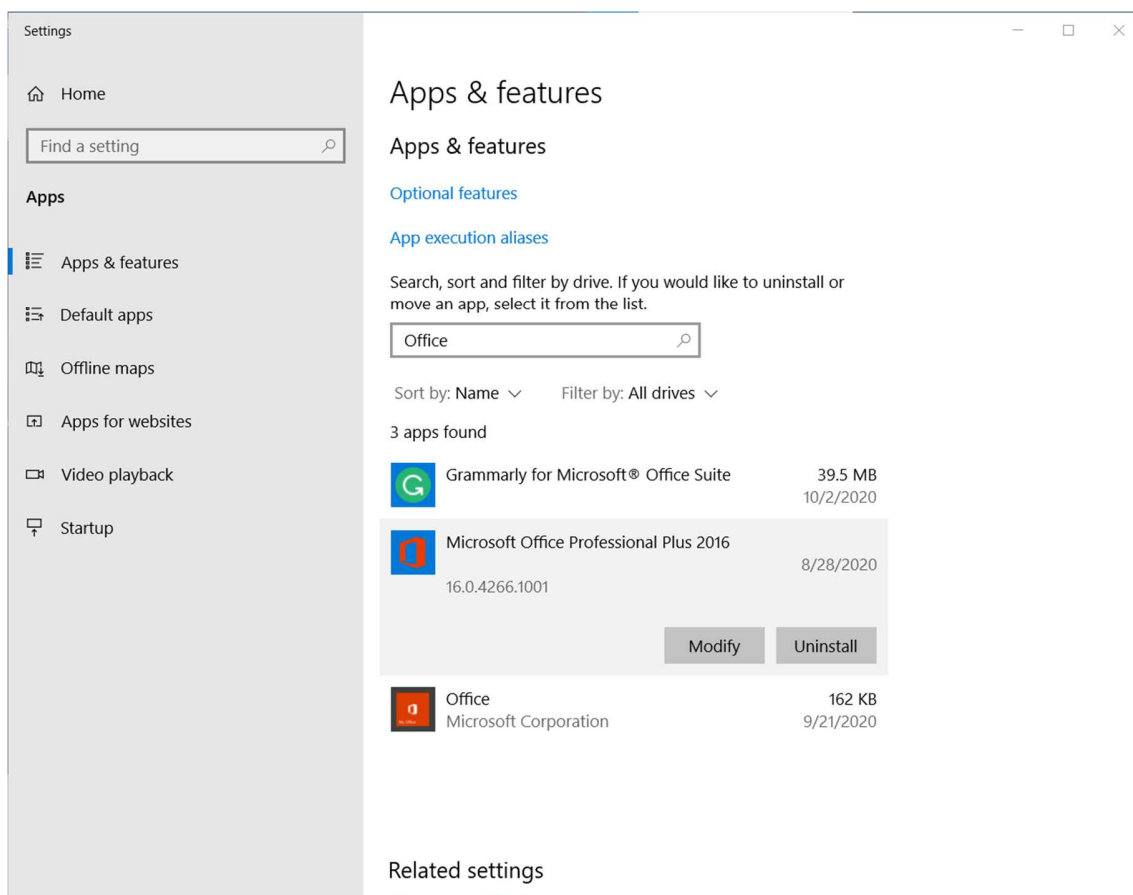 Settings
Home
Find a setting
Apps
Apps & features
Default apps
Offline maps
Apps for websites
Video playback
Startup
Apps & features
Apps & features
Optional features
App execution aliases
Search, sort and filter by drive. If you would like to uninstall or
move an app, select it from the list.
Office
Sort by: Name Filter by: All drives
3 apps found
Grammarly for Microsoft® Office Suite 39.5 MB
10/2/2020
Microsoft Office Professional Plus 2016
8/28/2020
16.0.4266.1001
Modify Uninstall
Office 162 KB
Microsoft Corporation 9/21/2020
Related settings